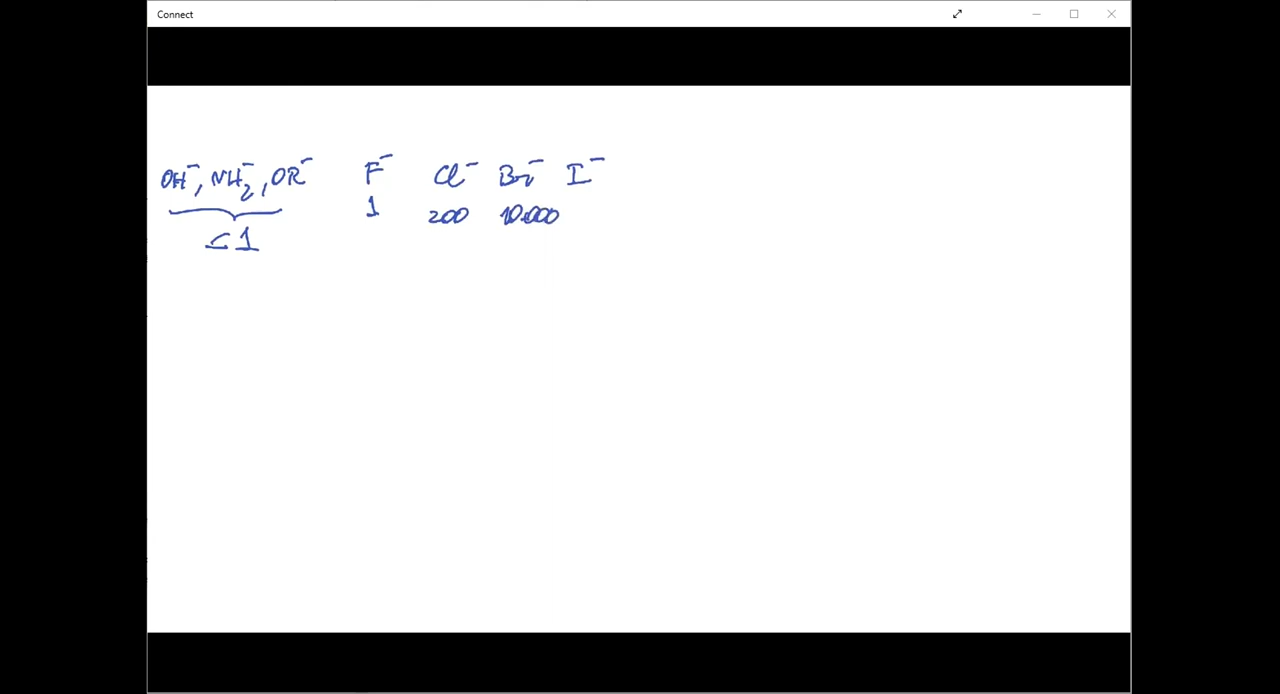 Connect
OH⁻, NH₂⁻, OR⁻ F⁻ Cl⁻ Br⁻ I⁻
1 200 10.000
≤1